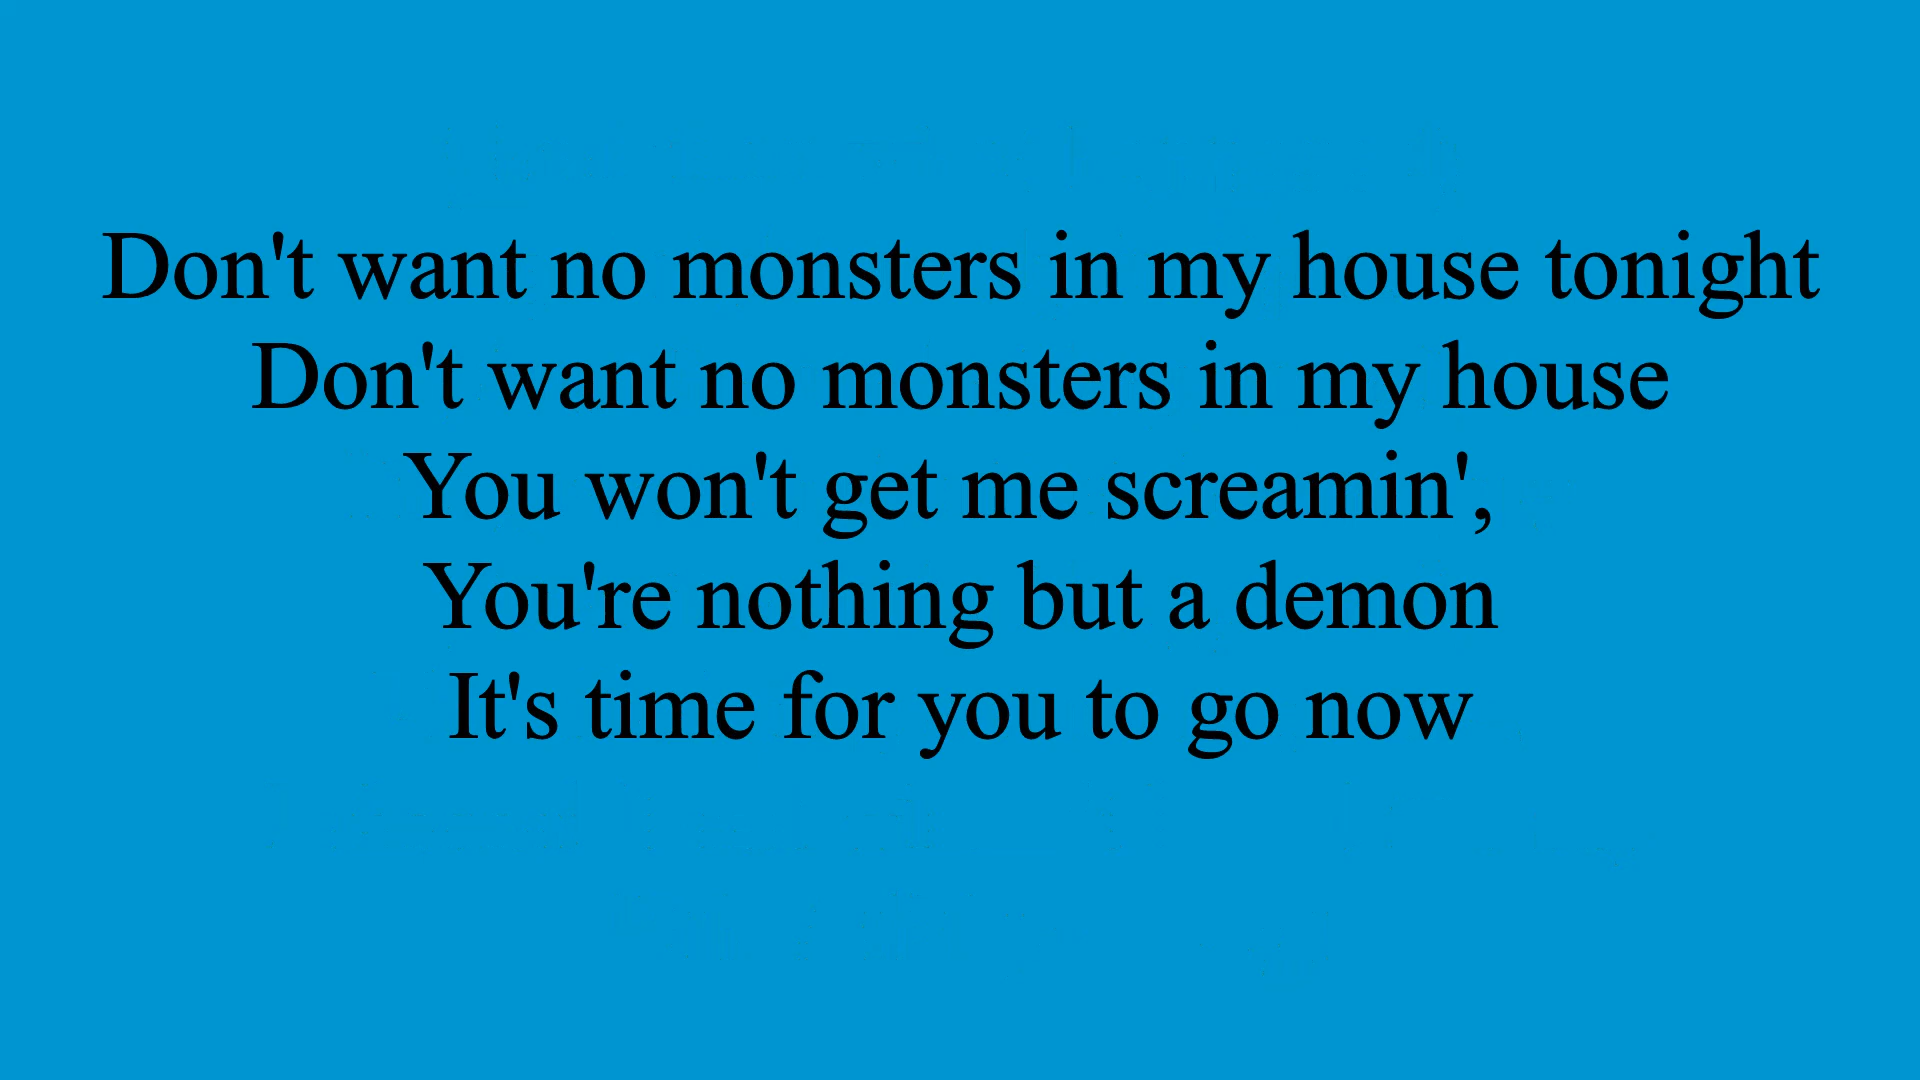 Don't want no monsters in my house tonight
Don't want no monsters in my house
You won't get me screamin',
You're nothing but a demon
It's time for you to go now